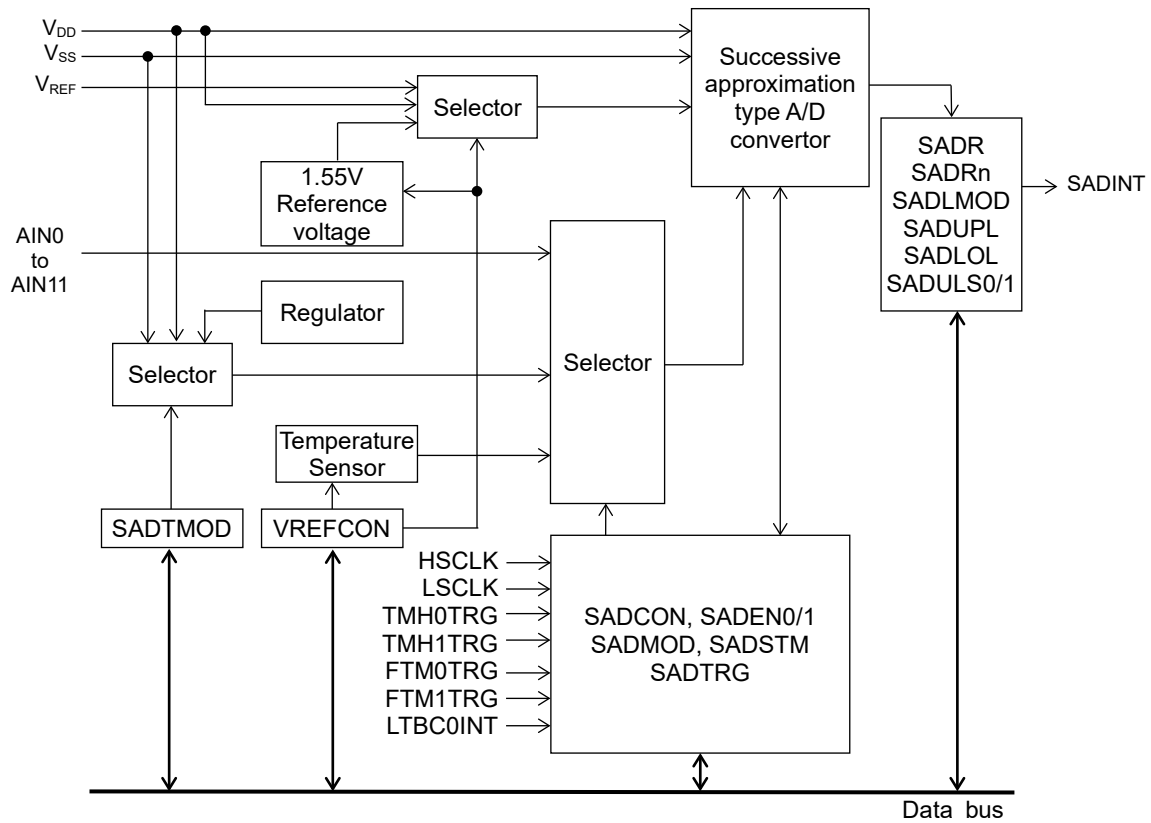 VDD
VSS
VREF
Selector
Successive
approximation
type A/D
convertor
1.55V
Reference
voltage
SADR
SADRn
SADLMOD
SADUPL
SADLOL
SADULS0/1
SADINT
AIN0
to
AIN11
Regulator
Selector
Selector
Temperature
Sensor
SADTMOD
VREFCON
HSCLK
LSCLK
TMH0TRG
TMH1TRG
FTM0TRG
FTM1TRG
LTBC0INT
SADCON, SADEN0/1
SADMOD, SADSTM
SADTRG
Data bus